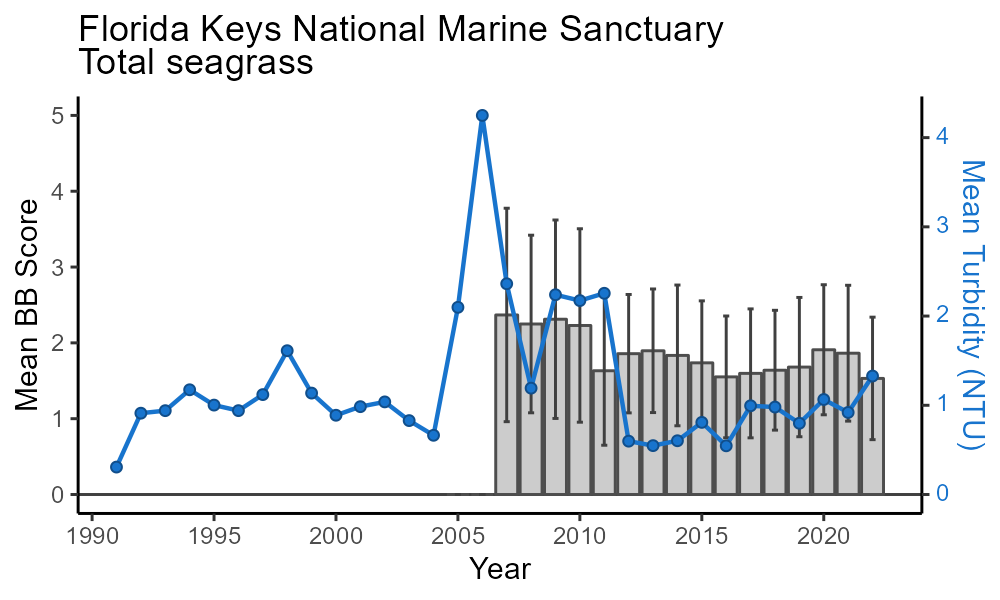 Florida Keys National Marine Sanctuary
Total seagrass
Mean BB Score
5
4
3
2
1
0
4
3
2
1
0
Mean Turbidity (NTU)
1990 1995 2000 2005 2010 2015 2020
Year